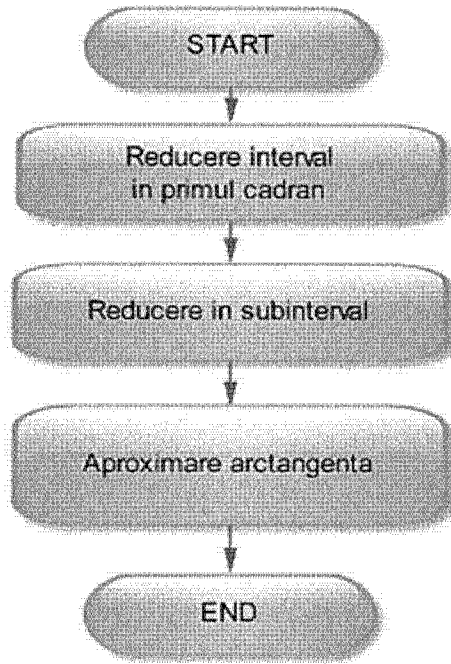 START
Reducere interval
in primul cadran
Reducere in subinterval
Aproximare arctangenta
END